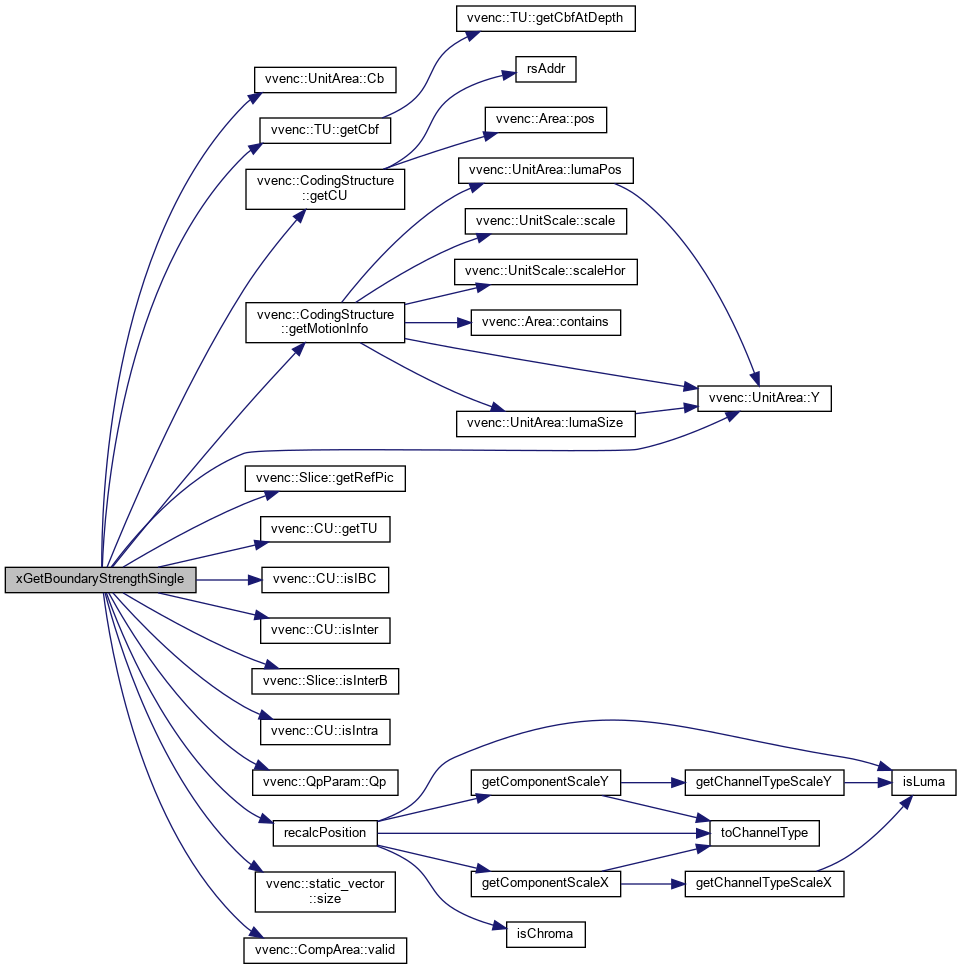 vvenc::TU::getCbfAtDepth
rsAddr
vvenc::UnitArea::Cb
vvenc::Area::pos
vvenc::TU::getCbf
vvenc::UnitArea::lumaPos
vvenc::CodingStructure
::getCU
vvenc::UnitScale::scale
vvenc::UnitScale::scaleHor
vvenc::CodingStructure
::getMotionInfo
vvenc::Area::contains
vvenc::UnitArea::Y
vvenc::UnitArea::lumaSize
vvenc::Slice::getRefPic
vvenc::CU::getTU
xGetBoundaryStrengthSingle
vvenc::CU::isIBC
vvenc::CU::isInter
vvenc::Slice::isInterB
vvenc::CU::isIntra
vvenc::QpParam::Qp
getComponentScaleY
getChannelTypeScaleY
isLuma
recalcPosition
toChannelType
vvenc::static_vector
::size
getComponentScaleX
getChannelTypeScaleX
isChroma
vvenc::CompArea::valid